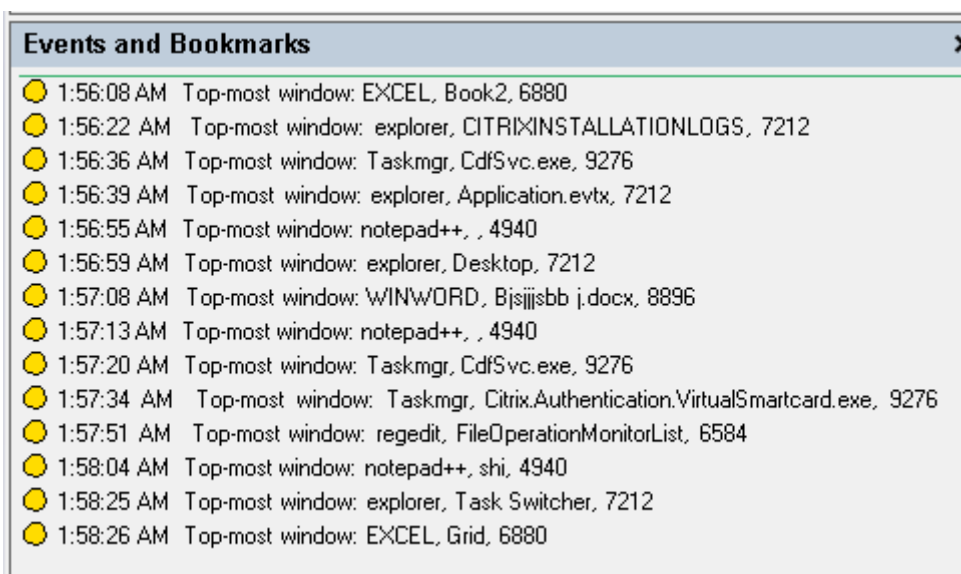 Events and Bookmarks
1:56:08 AM Top-most window: EXCEL, Book2, 6880
1:56:22 AM Top-most window: explorer, CITRIXINSTALLATIONLOGS, 7212
1:56:36 AM Top-most window: Taskmgr, CdfSvc.exe, 9276
1:56:39 AM Top-most window: explorer, Application.evtx, 7212
1:56:55 AM Top-most window: notepad++, , 4940
1:56:59 AM Top-most window: explorer, Desktop, 7212
1:57:08 AM Top-most window: WINWORD, Bjsjjjsbb j.docx, 8896
1:57:13 AM Top-most window: notepad++, , 4940
1:57:20 AM Top-most window: Taskmgr, CdfSvc.exe, 9276
1:57:34 AM Top-most window: Taskmgr, Citrix.Authentication.VirtualSmartcard.exe, 9276
1:57:51 AM Top-most window: regedit, FileOperationMonitorList, 6584
1:58:04 AM Top-most window: notepad++, shi, 4940
1:58:25 AM Top-most window: explorer, Task Switcher, 7212
1:58:26 AM Top-most window: EXCEL, Grid, 6880